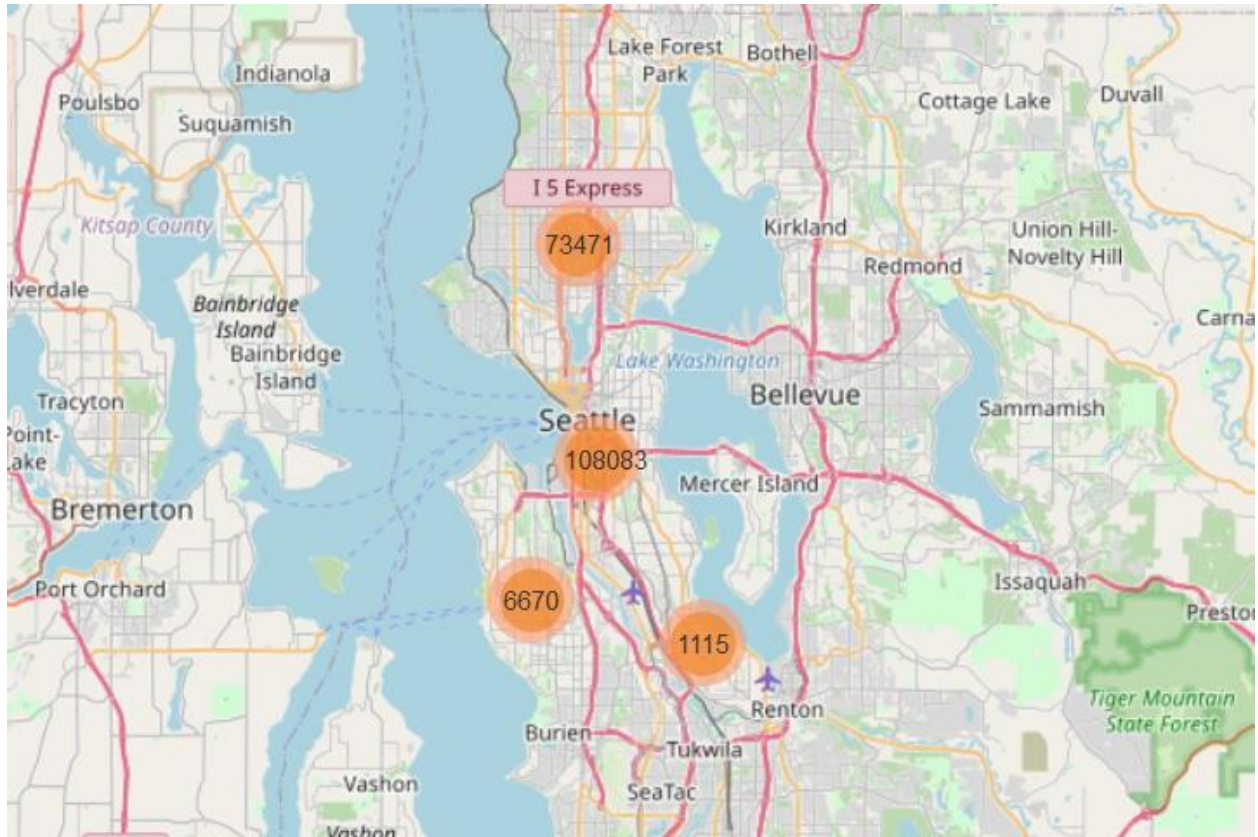 Lake Forest
Park
Bothell
Indianola
Poulsbo
Cottage Lake
Duvall
Suquamish
I 5 Express
Kitsap County
Kirkland
Union Hill-
Novelty Hill
73471
Redmond
lverdale
Bainbridge
Island
Carna
Bainbridge
Island
Lake Washington
Bellevue
Tracyton
Sammamish
Seattle
Point-
Lake
108083
Mercer Island
Bremerton
Port Orchard
Issaquah
6670
Preston
1115
Tiger Mountain
State Forest
Renton
Burien
Tukwila
Vashon
SeaTac
Vashon